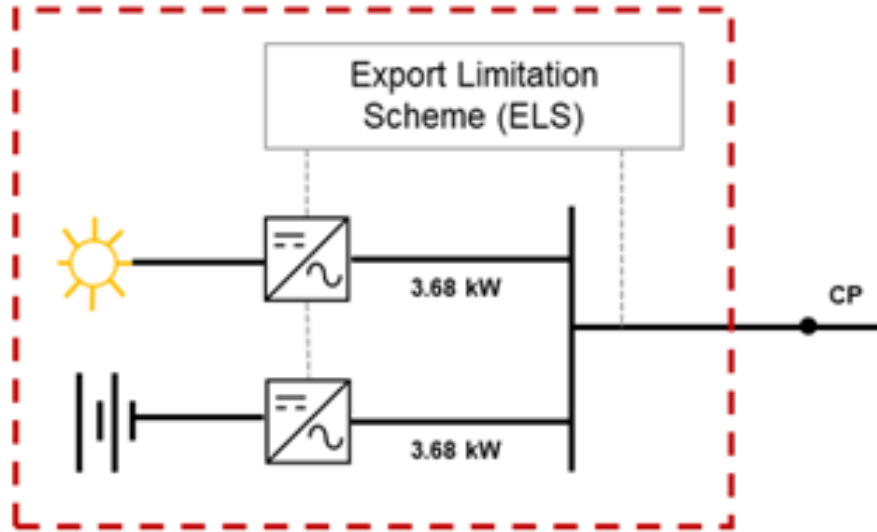 Export Limitation
Scheme (ELS)
3.68 kW
CP
3.68 kW